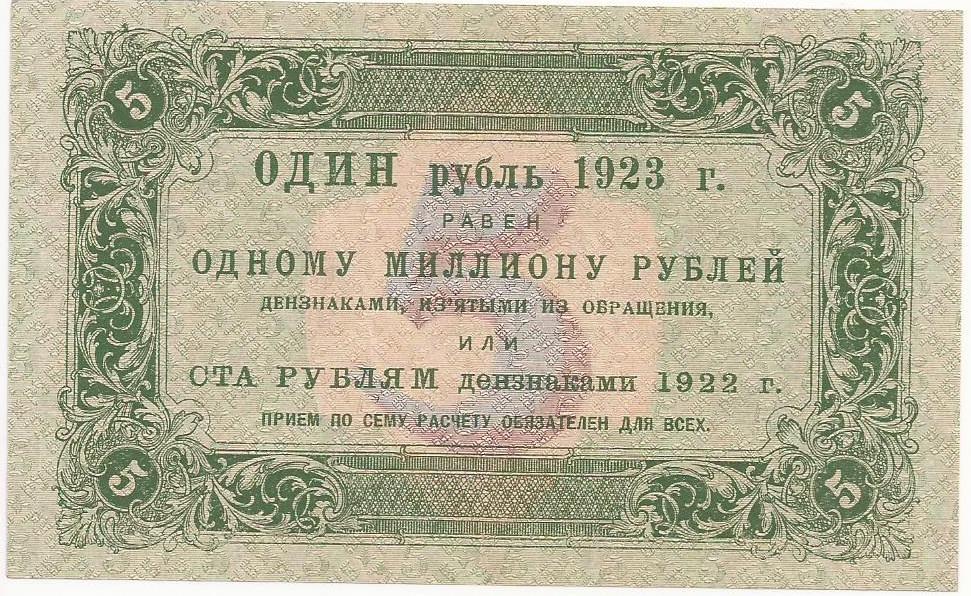 5 5
ОДИН рубль 1923 г.
РАВЕН
ОДНОМУ МИЛЛИОНУ РУБЛЕЙ
ДЕНЗНАКАМИ, ИЗ'ЯТЫМИ ИЗ ОБРАЩЕНИЯ,
ИЛИ
СТА РУБЛЯМ дензнаками 1922 г.
ПРИЕМ ПО СЕМУ РАСЧЕТУ ОБЯЗАТЕЛЕН ДЛЯ ВСЕХ.
5
5 5